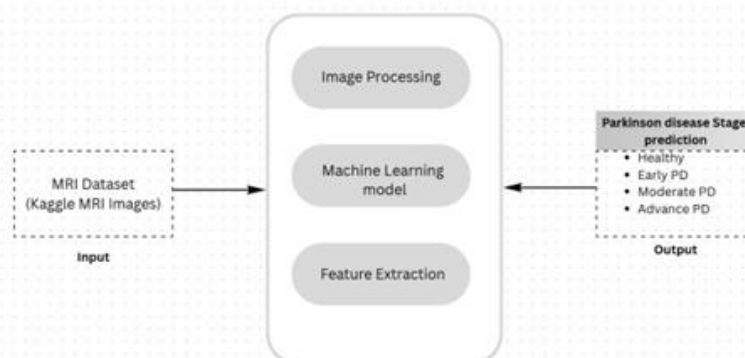 Image Processing
Machine Learning
model
Feature Extraction
MRI Dataset
(Kaggle MRI Images)
Input
Parkinson disease Stage
prediction
• Healthy
• Early PD
• Moderate PD
• Advance PD
Output